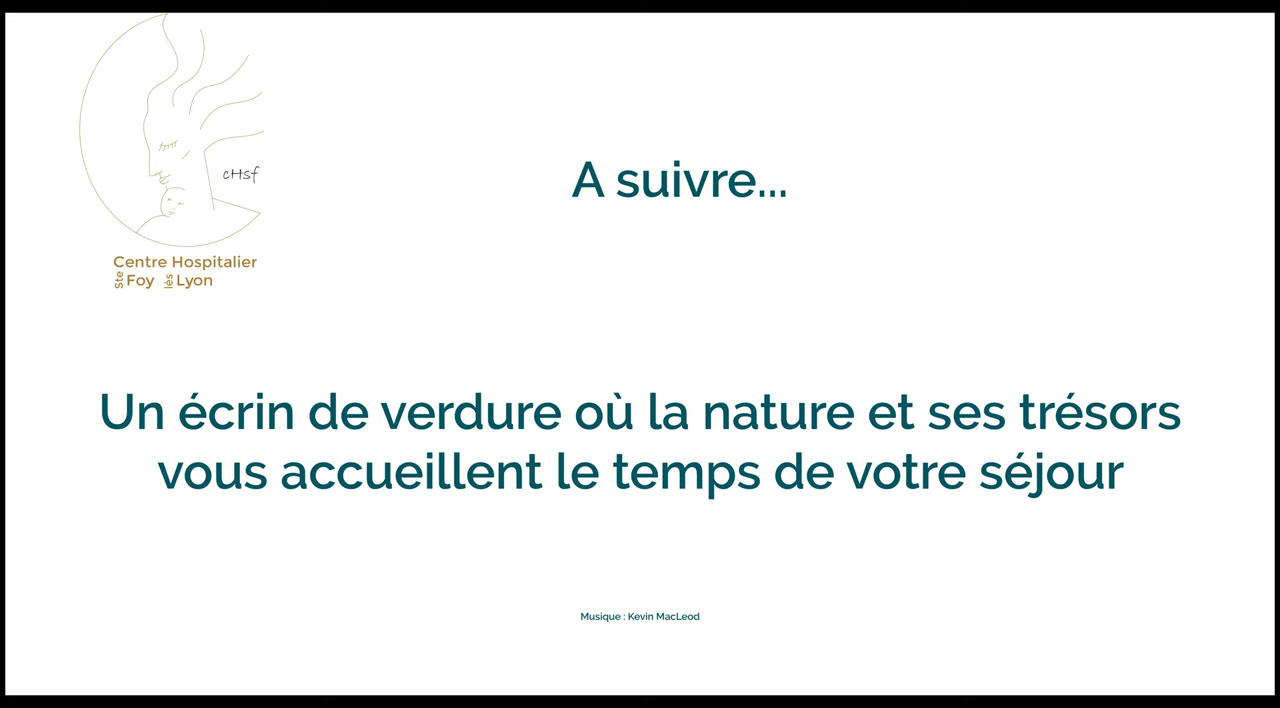 cHsf
Centre Hospitalier
Ste Foy lès Lyon
A suivre...
Un écrin de verdure où la nature et ses trésors
vous accueillent le temps de votre séjour
Musique : Kevin MacLeod